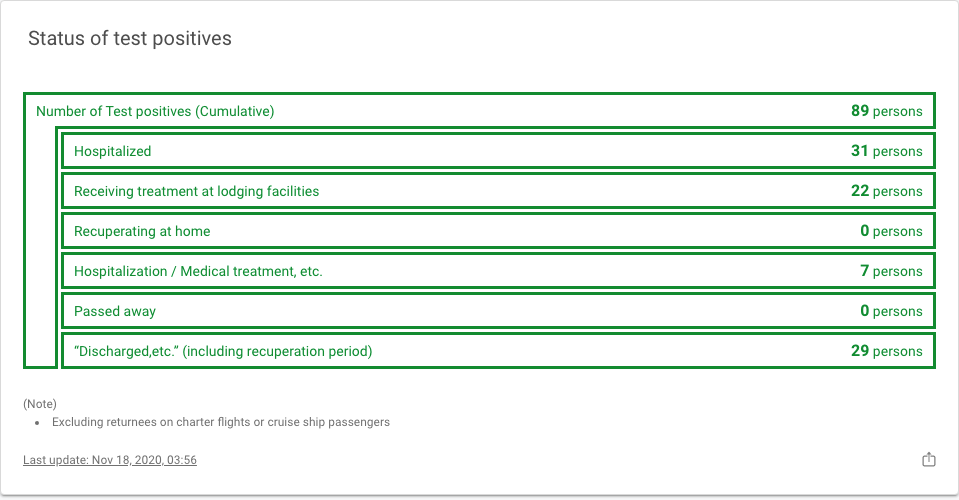 Status of test positives
Number of Test positives (Cumulative) 89 persons
Hospitalized 31 persons
Receiving treatment at lodging facilities 22 persons
Recuperating at home 0 persons
Hospitalization / Medical treatment, etc. 7 persons
Passed away 0 persons
“Discharged,etc.” (including recuperation period) 29 persons
(Note)
• Excluding returnees on charter flights or cruise ship passengers
Last update: Nov 18, 2020, 03:56